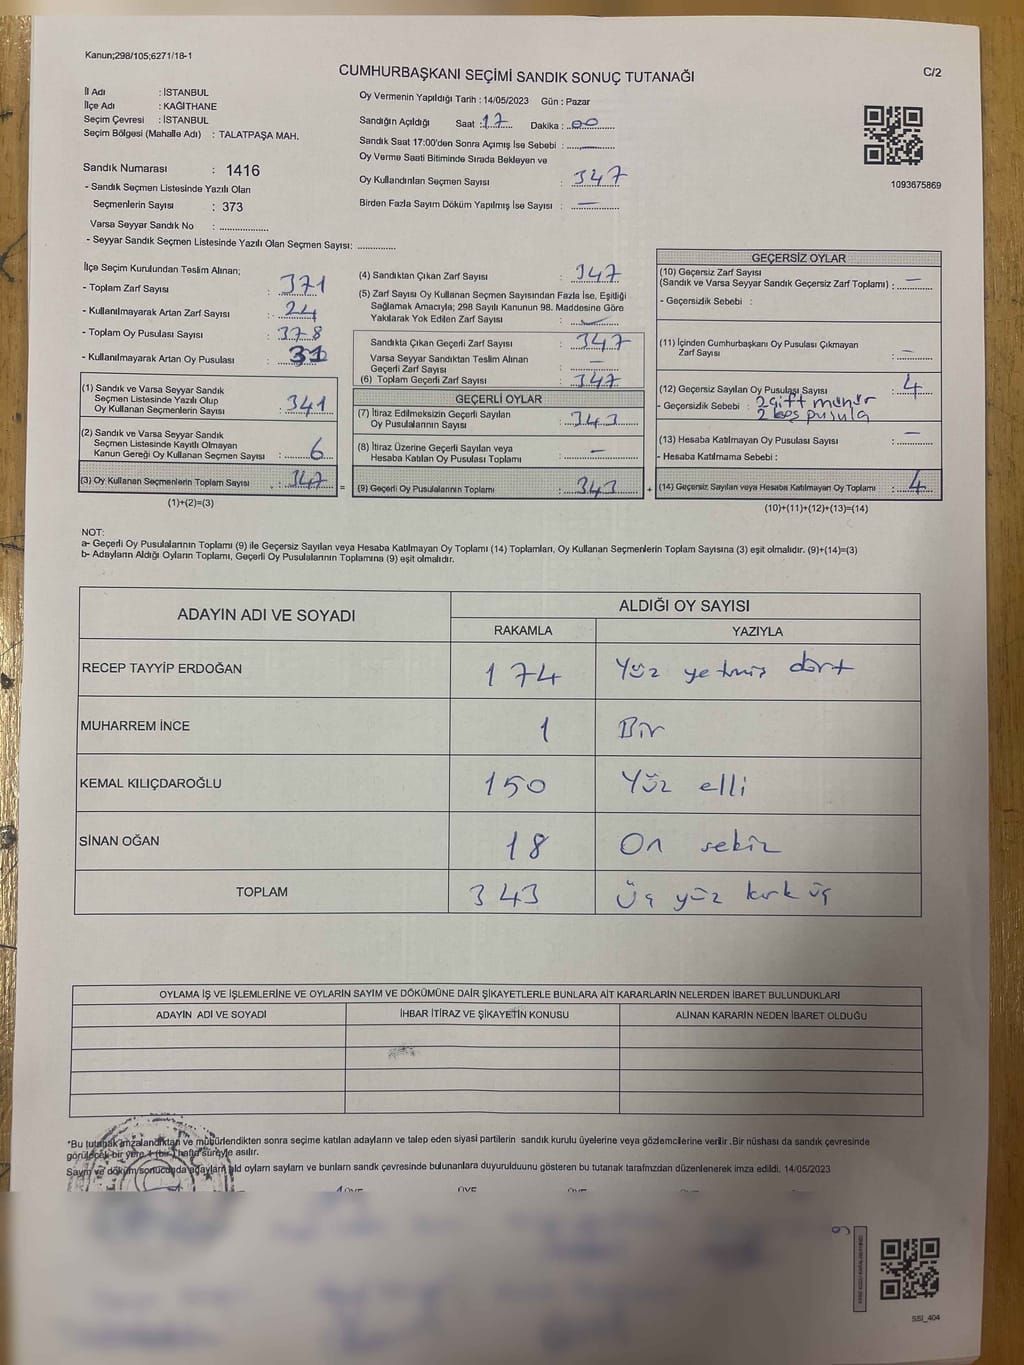 Kanun;298/105;6271/18-1
CUMHURBAŞKANI SEÇİMİ SANDIK SONUÇ TUTANAĞI
C/2
İl Adı : İSTANBUL
İlçe Adı : KAĞITHANE
Seçim Çevresi : İSTANBUL
Seçim Bölgesi (Mahalle Adı) : TALATPAŞA MAH.
Sandık Numarası : 1416
- Sandık Seçmen Listesinde Yazılı Olan
Seçmenlerin Sayısı : 373
Varsa Seyyar Sandık No : ....................
- Seyyar Sandık Seçmen Listesinde Yazılı Olan Seçmen Sayısı: ..............
Oy Vermenin Yapıldığı Tarih : 14/05/2023 Gün : Pazar
Sandığın Açıldığı Saat : 17 Dakika : 00
Sandık Saat 17:00'den Sonra Açımış İse Sebebi : —
Oy Verme Saati Bitiminde Sırada Bekleyen ve
Oy Kullandırılan Seçmen Sayısı : 347
Birden Fazla Sayım Döküm Yapılmış İse Sayısı : —
1093675869
İlçe Seçim Kurulundan Teslim Alınan;
- Toplam Zarf Sayısı : 371
- Kullanılmayarak Artan Zarf Sayısı : 24
- Toplam Oy Pusulası Sayısı : 378
- Kullanılmayarak Artan Oy Pusulası : 31
(1) Sandık ve Varsa Seyyar Sandık
Seçmen Listesinde Yazılı Olup
Oy Kullanan Seçmenlerin Sayısı : 341
(2) Sandık ve Varsa Seyyar Sandık
Seçmen Listesinde Kayıtlı Olmayan
Kanun Gereği Oy Kullanan Seçmen Sayısı : 6
(3) Oy Kullanan Seçmenlerin Toplam Sayısı : 347 =
(1)+(2)=(3)
(4) Sandıktan Çıkan Zarf Sayısı : 347
(5) Zarf Sayısı Oy Kullanan Seçmen Sayısından Fazla İse, Eşitliği
Sağlamak Amacıyla; 298 Sayılı Kanunun 98. Maddesine Göre
Yakılarak Yok Edilen Zarf Sayısı : —
Sandıkta Çıkan Geçerli Zarf Sayısı : 347
Varsa Seyyar Sandıktan Teslim Alınan
Geçerli Zarf Sayısı : —
(6) Toplam Geçerli Zarf Sayısı : 347
GEÇERLİ OYLAR
(7) İtiraz Edilmeksizin Geçerli Sayılan
Oy Pusulalarının Sayısı : 343
(8) İtiraz Üzerine Geçerli Sayılan veya
Hesaba Katılan Oy Pusulası Toplamı : —
(9) Geçerli Oy Pusulalarının Toplamı : 343 +
GEÇERSİZ OYLAR
(10) Geçersiz Zarf Sayısı
(Sandık ve Varsa Seyyar Sandık Geçersiz Zarf Toplamı) : —
- Geçersizlik Sebebi :
(11) İçinden Cumhurbaşkanı Oy Pusulası Çıkmayan
Zarf Sayısı : —
(12) Geçersiz Sayılan Oy Pusulası Sayısı : 4
- Geçersizlik Sebebi : 2 çift mühür
2 boş pusula
(13) Hesaba Katılmayan Oy Pusulası Sayısı : —
- Hesaba Katılmama Sebebi :
(14) Geçersiz Sayılan veya Hesaba Katılmayan Oy Toplamı : 4
(10)+(11)+(12)+(13)=(14)
NOT:
a- Geçerli Oy Pusulalarının Toplamı (9) ile Geçersiz Sayılan veya Hesaba Katılmayan Oy Toplamı (14) Toplamları, Oy Kullanan Seçmenlerin Toplam Sayısına (3) eşit olmalıdır. (9)+(14)=(3)
b- Adayların Aldığı Oyların Toplamı, Geçerli Oy Pusulalarının Toplamına (9) eşit olmalıdır.
ADAYIN ADI VE SOYADI ALDIĞI OY SAYISI
RAKAMLA YAZIYLA
RECEP TAYYİP ERDOĞAN 174 Yüz yetmiş dört
MUHARREM İNCE 1 Bir
KEMAL KILIÇDAROĞLU 150 Yüz elli
SİNAN OĞAN 18 On sekiz
TOPLAM 343 Üç yüz kırk üç
OYLAMA İŞ VE İŞLEMLERİNE VE OYLARIN SAYIM VE DÖKÜMÜNE DAİR ŞİKAYETLERLE BUNLARA AİT KARARLARIN NELERDEN İBARET BULUNDUKLARI
ADAYIN ADI VE SOYADI İHBAR İTİRAZ VE ŞİKAYETİN KONUSU ALINAN KARARIN NEDEN İBARET OLDUĞU
*Bu tutanak imzalandıktan ve mühürlendikten sonra seçime katılan adayların ve talep eden siyasi partilerin sandık kurulu üyelerine veya gözlemcilerine verilir .Bir nüshası da sandık çevresinde
görülecek bir yere 1 (bir) hafta süreyle asılır.
Sayım ve döküm sonucunda adayların ald oyların saylam ve bunların sandk çevresinde bulunanlara duyurulduunu gösteren bu tutanak tarafmzdan düzenlenerek imza edildi. 14/05/2023
ÜYE ÜYE
9
SSİ_404